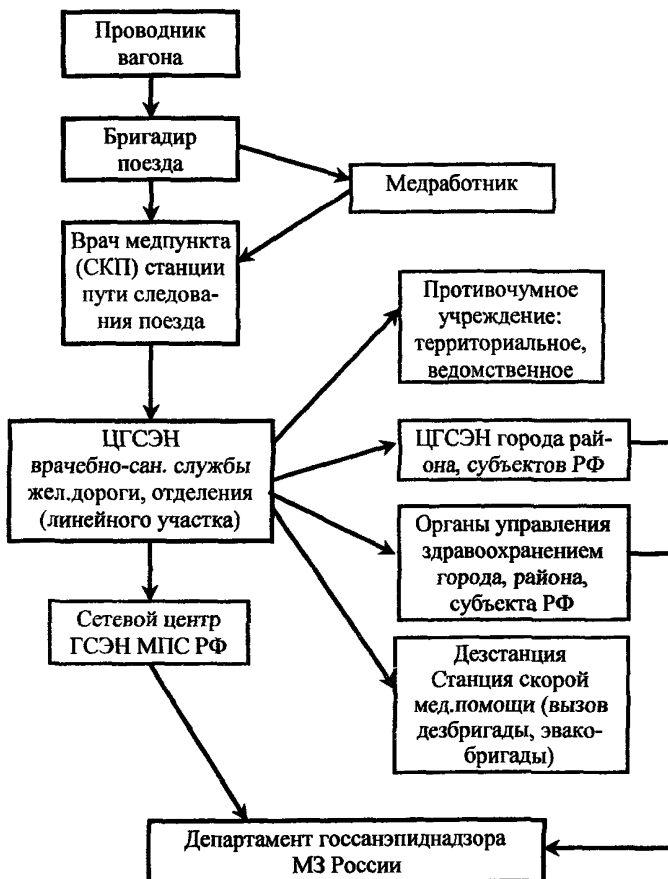 Проводник
вагона
Бригадир
поезда
Медработник
Врач медпункта
(СКП) станции
пути следова-
ния поезда
Противочумное
учреждение:
территориальное,
ведомственное
ЦГСЭН
врачебно-сан. службы
жел.дороги, отделения
(линейного участка)
ЦГСЭН города рай-
она, субъектов РФ
Органы управления
здравоохранением
города, района,
субъекта РФ
Сетевой центр
ГСЭН МПС РФ
Дезстанция
Станция скорой
мед.помощи (вызов
дезбригады, эвако-
бригады)
Департамент госсанэпиднадзора
МЗ России